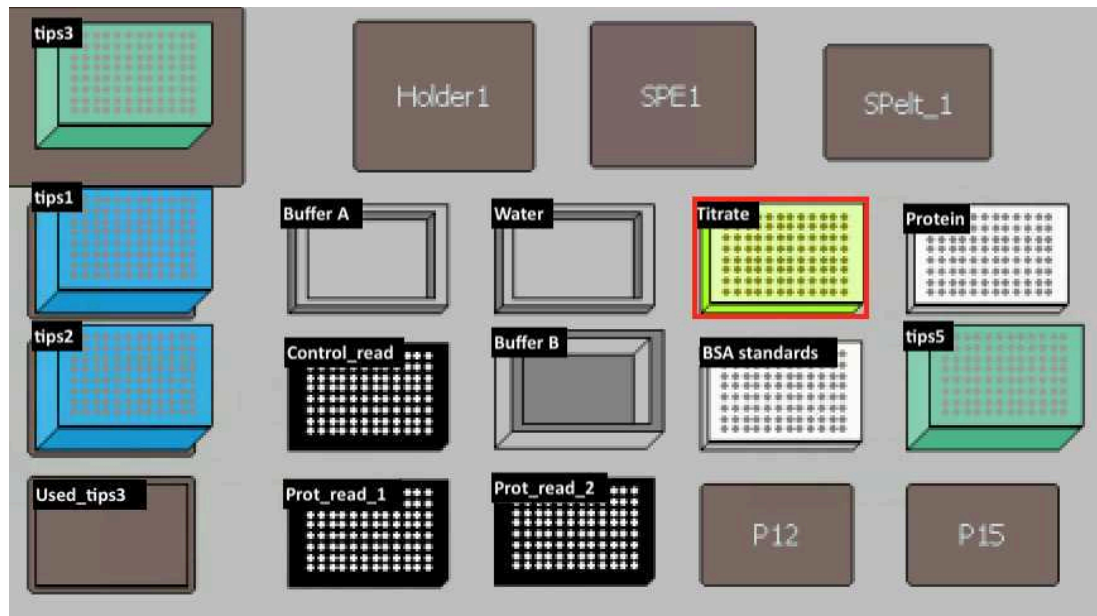 tips3
Holder1
SPE1
SPelt_1
tips1
Buffer A
Water
Titrate
Protein
tips2
Control_read
Buffer B
BSA standards
tips5
Used_tips3
Prot_read_1
Prot_read_2
P12
P15